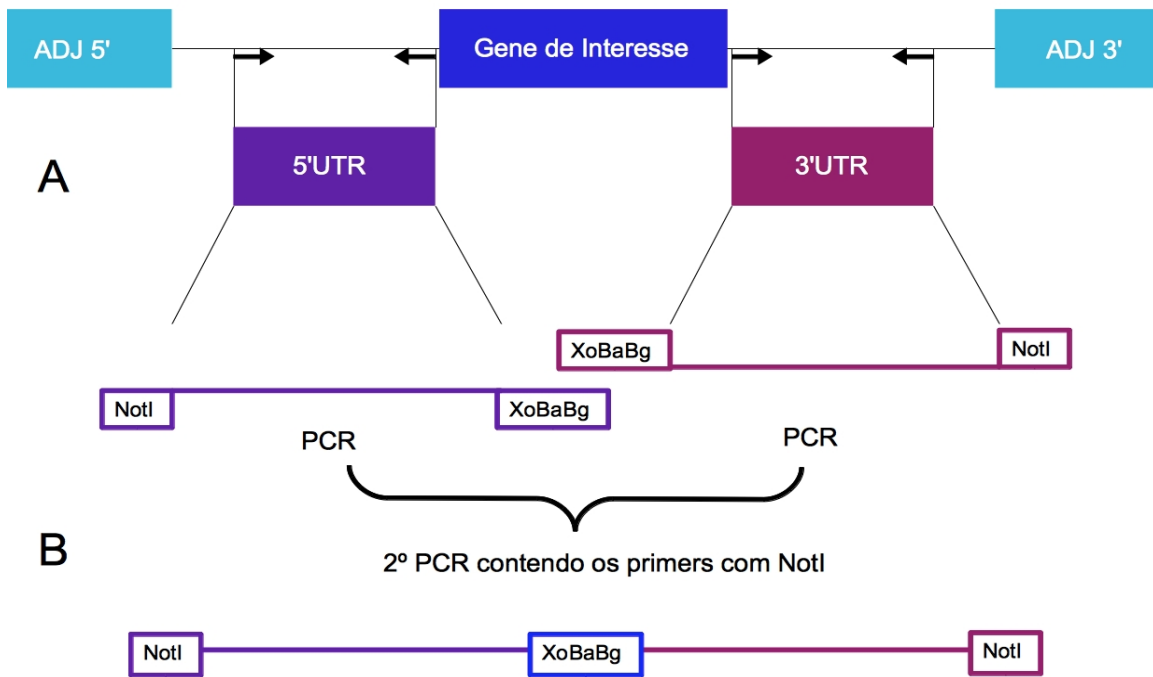 ADJ 5'
Gene de Interesse
ADJ 3'
A
5'UTR
3'UTR
XoBaBg
NotI
NotI
XoBaBg
PCR
PCR
B
2º PCR contendo os primers com NotI
NotI
XoBaBg
NotI